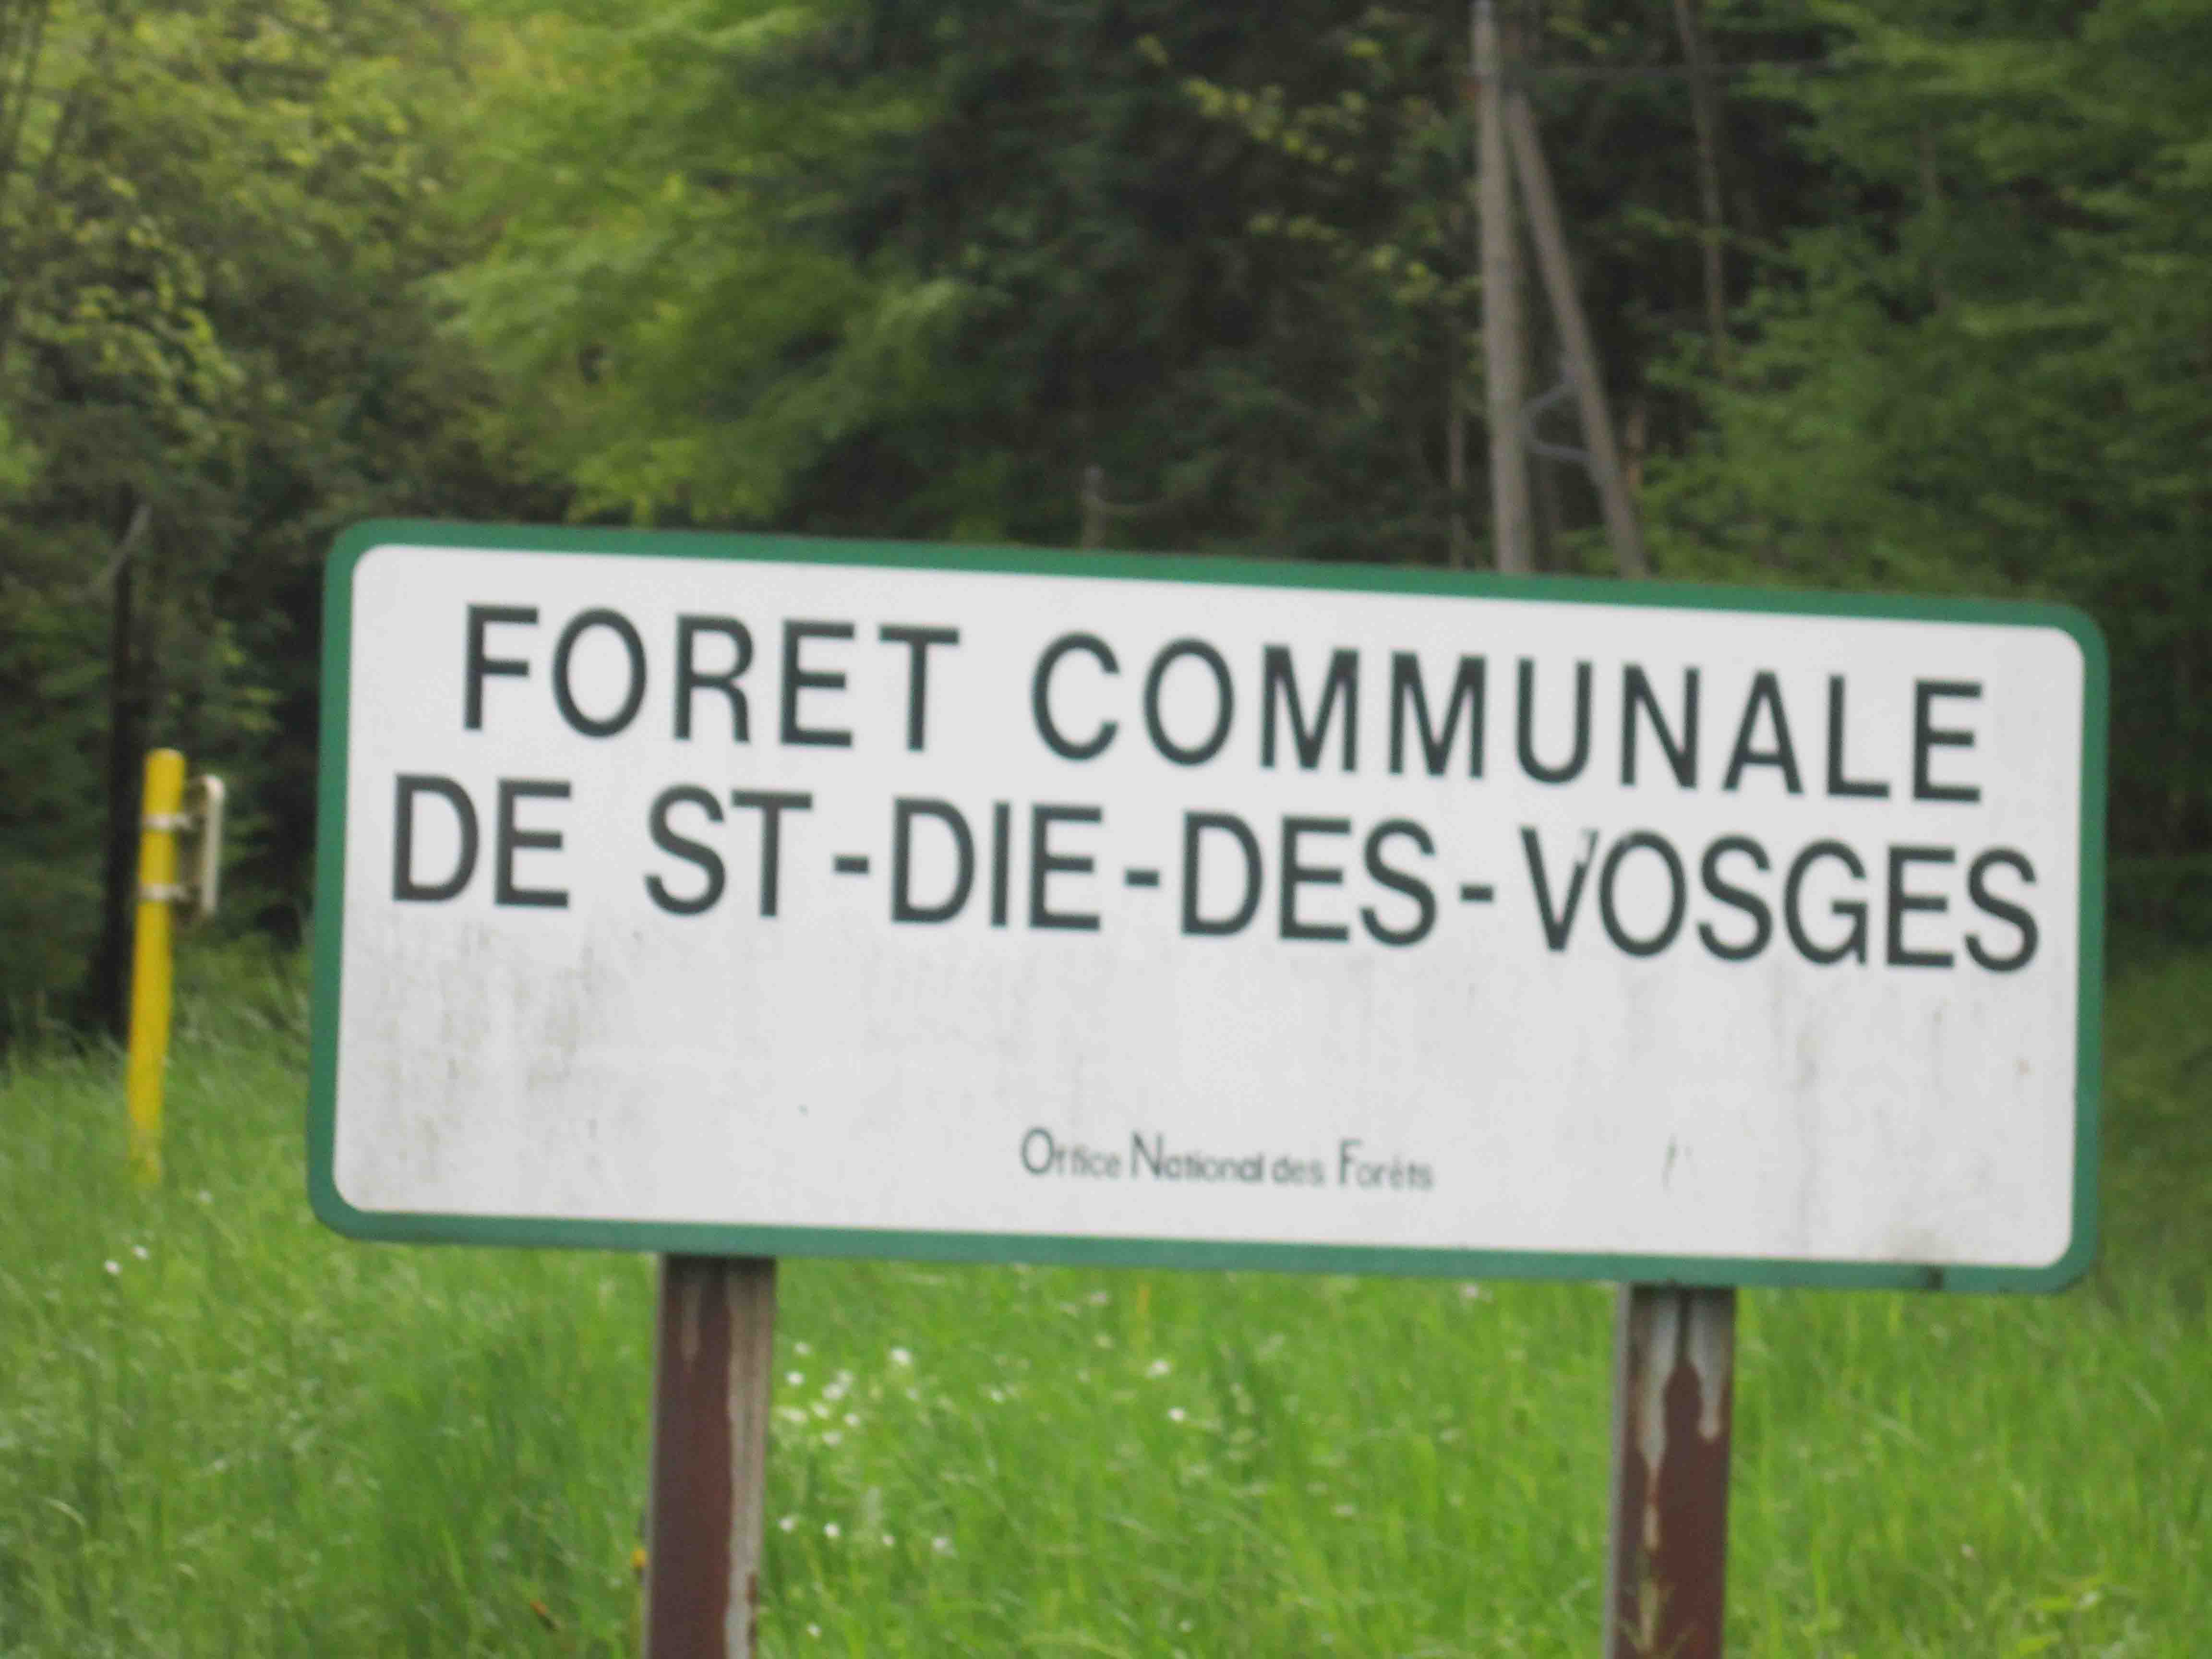 FORET COMMUNALE
DE ST-DIE-DES-VOSGES
Office National des Forêts